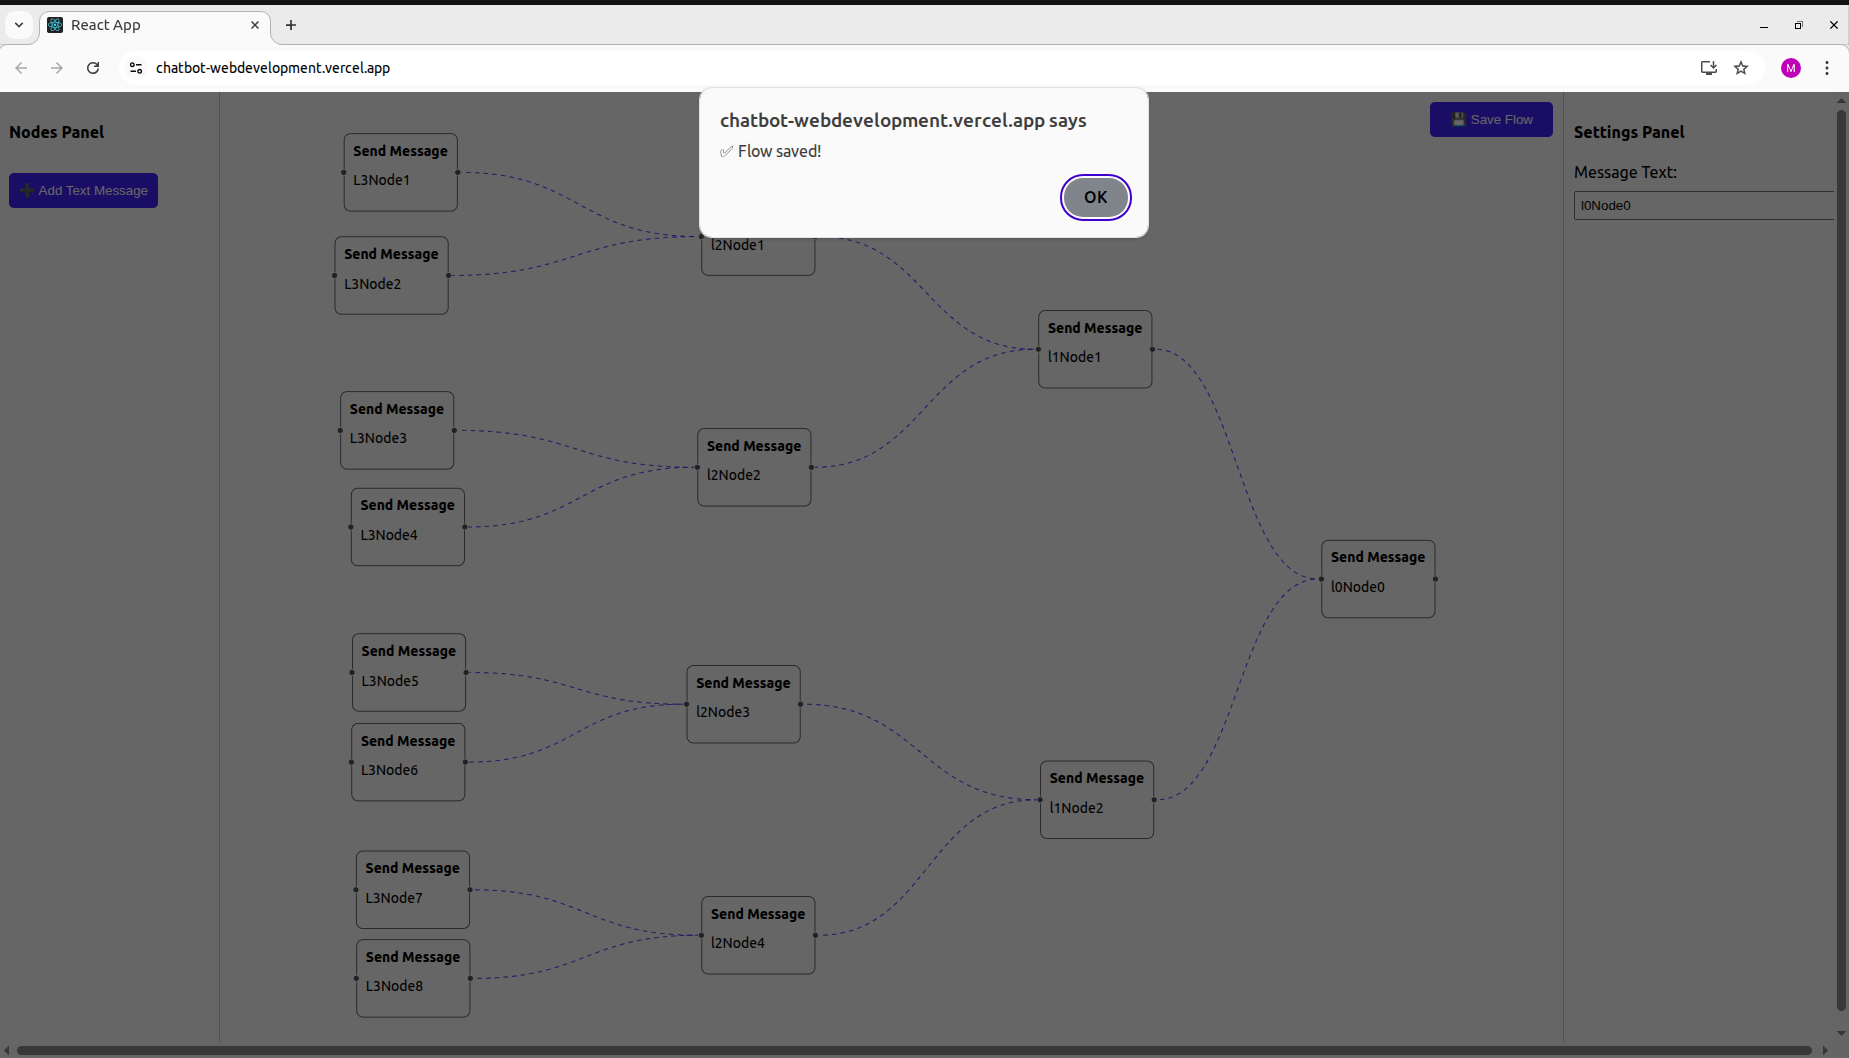 React App
chatbot-webdevelopment.vercel.app
M
chatbot-webdevelopment.vercel.app says
✅ Flow saved!
OK
Nodes Panel
➕ Add Text Message
Send Message
L3Node1
Send Message
L3Node2
Send Message
L3Node3
Send Message
L3Node4
Send Message
L3Node5
Send Message
L3Node6
Send Message
L3Node7
Send Message
L3Node8
l2Node1
Send Message
l2Node2
Send Message
l2Node3
Send Message
l2Node4
Send Message
l1Node1
Send Message
l1Node2
Send Message
l0Node0
💾 Save Flow
Settings Panel
Message Text:
l0Node0